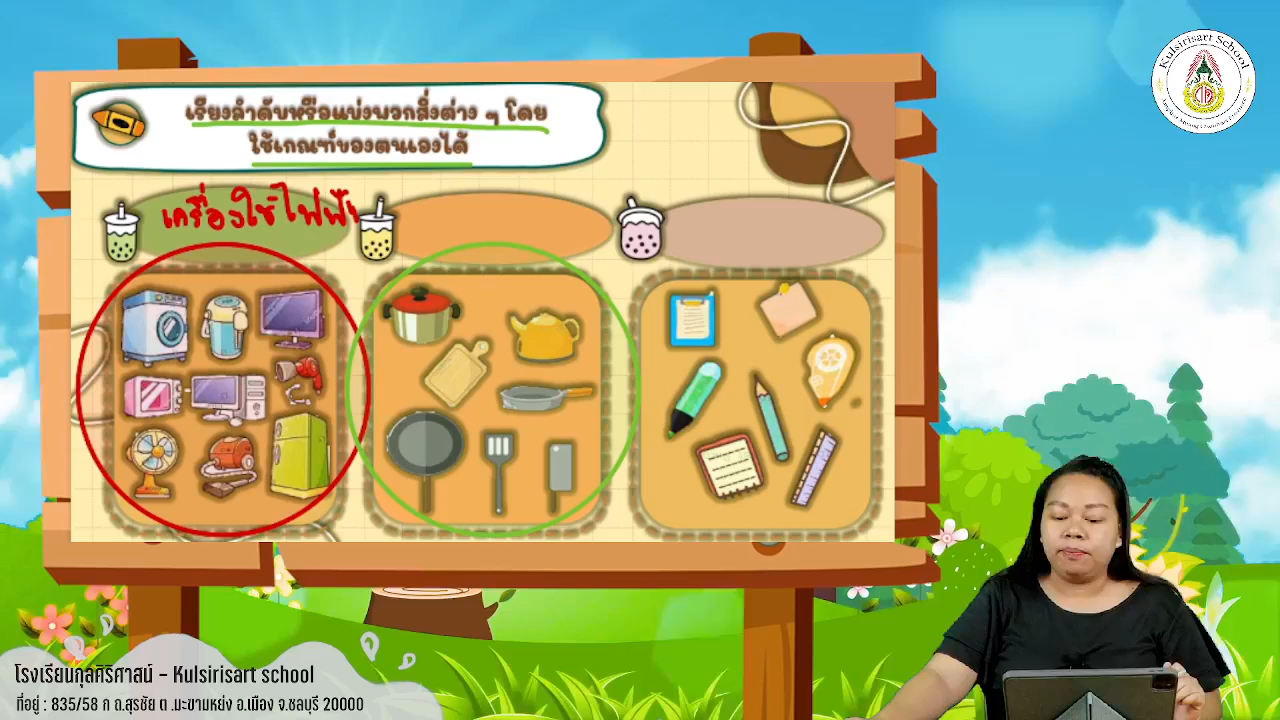 Kulsirisart School
เรียงลำดับหรือแบ่งพวกสิ่งต่าง ๆ โดย
ใช้เกณฑ์ของตนเองได้
เครื่องใช้ไฟฟ้า
โรงเรียนกุลศิริศาสน์ - Kulsirisart school
ที่อยู่ : 835/58 ก ถ.สุรชัย ต .มะขามหย่ง อ.เมือง จ.ชลบุรี 20000